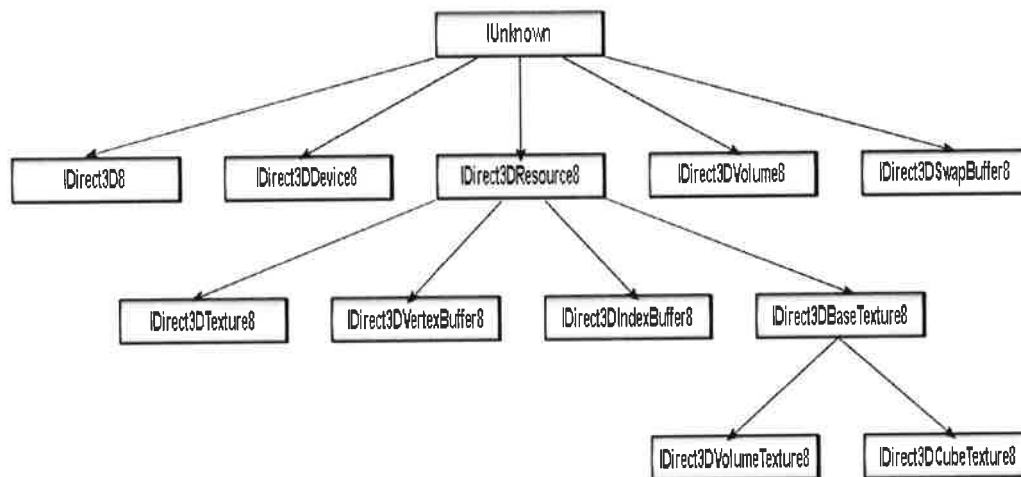 IUnknown
IDirect3D8
IDirect3DDevice8
IDirect3DResource8
IDirect3DVolume8
IDirect3DSwapBuffer8
IDirect3DTexture8
IDirect3DVertexBuffer8
IDirect3DIndexBuffer8
IDirect3DBaseTexture8
IDirect3DVolumeTexture8
IDirect3DCubeTexture8